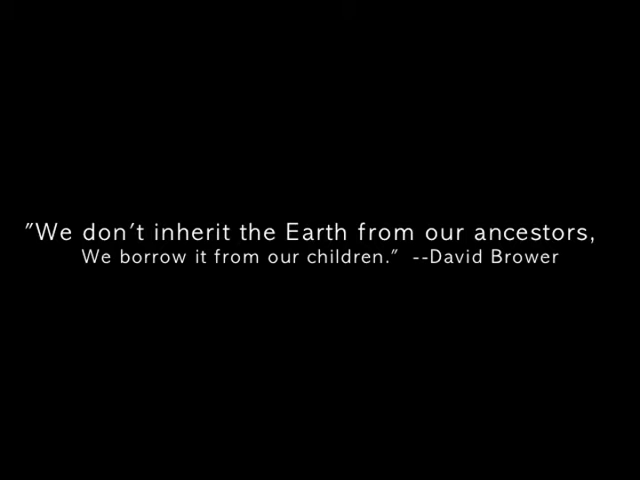 "We don't inherit the Earth from our ancestors,
We borrow it from our children." --David Brower